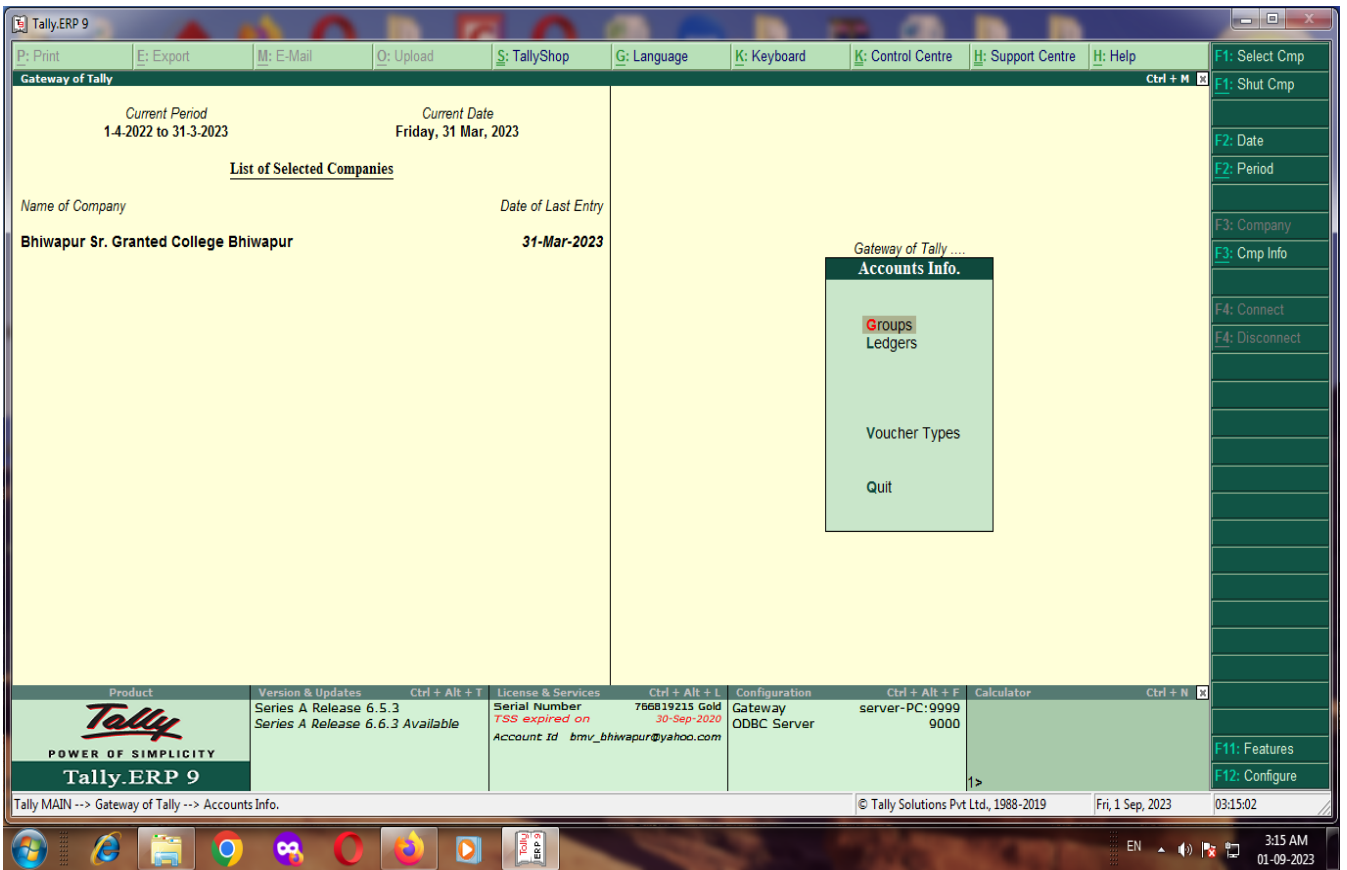 Tally.ERP 9
P: Print E: Export M: E-Mail O: Upload S: TallyShop G: Language K: Keyboard K: Control Centre H: Support Centre H: Help
Gateway of Tally Ctrl + M
Current Period Current Date
1-4-2022 to 31-3-2023 Friday, 31 Mar, 2023
List of Selected Companies
Name of Company Date of Last Entry
Bhiwapur Sr. Granted College Bhiwapur 31-Mar-2023
Gateway of Tally ....
Accounts Info.
Groups
Ledgers
Voucher Types
Quit
F1: Select Cmp
F1: Shut Cmp
F2: Date
F2: Period
F3: Company
F3: Cmp Info
F4: Connect
F4: Disconnect
F11: Features
F12: Configure
Product
Tally
POWER OF SIMPLICITY
Tally.ERP 9
Version & Updates Ctrl + Alt + T
Series A Release 6.5.3
Series A Release 6.6.3 Available
License & Services Ctrl + Alt + L
Serial Number 766819215 Gold
TSS expired on 30-Sep-2020
Account Id bmv_bhiwapur@yahoo.com
Configuration Ctrl + Alt + F
Gateway server-PC:9999
ODBC Server 9000
Calculator Ctrl + N
1>
Tally MAIN --> Gateway of Tally --> Accounts Info. © Tally Solutions Pvt Ltd., 1988-2019 Fri, 1 Sep, 2023 03:15:02
Tally ERP 9
EN 3:15 AM
01-09-2023